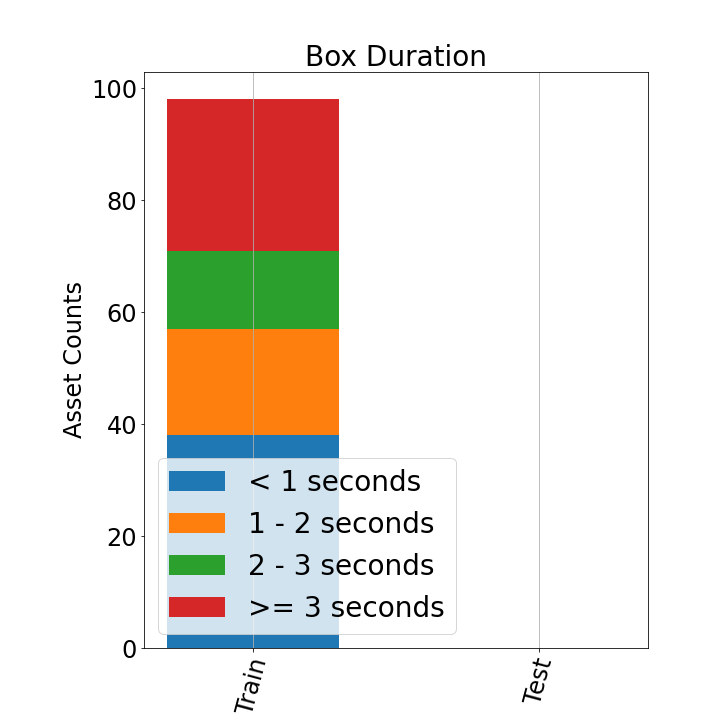 Box Duration
Asset Counts
100
80
60
40
20
0
< 1 seconds
1 - 2 seconds
2 - 3 seconds
>= 3 seconds
Train
Test